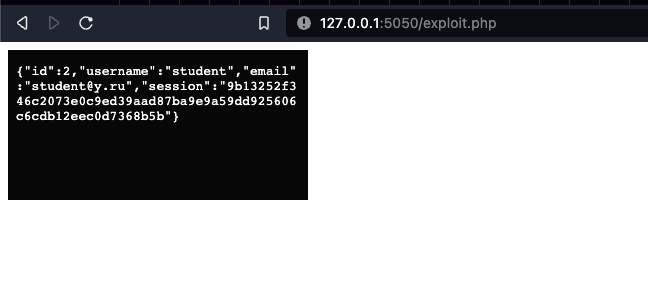 127.0.0.1:5050/exploit.php
{"id":2,"username":"student","email"
:"student@y.ru","session":"9b13252f3
46c2073e0c9ed39aad87ba9e9a59dd925606
c6cdb12eec0d7368b5b"}